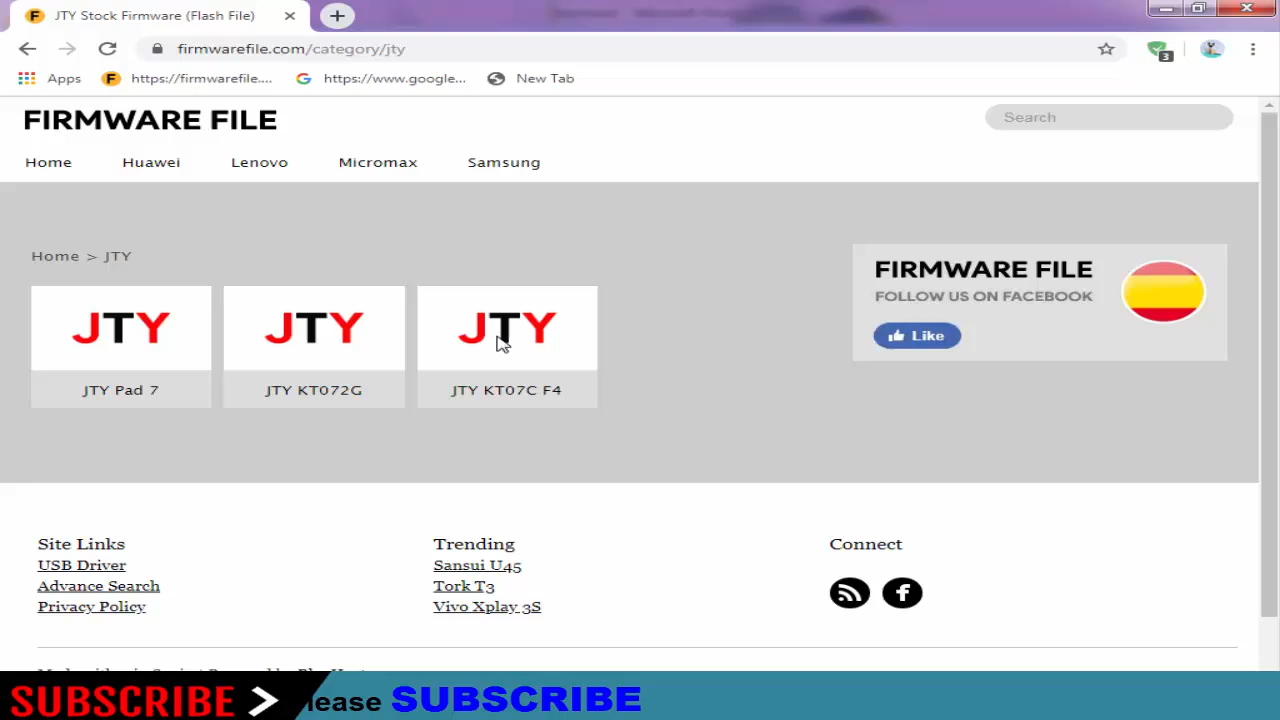 JTY Stock Firmware (Flash File)
firmwarefile.com/category/jty
3
Apps
https://firmwarefile....
https://www.google...
New Tab
FIRMWARE FILE
Search
Home
Huawei
Lenovo
Micromax
Samsung
Home > JTY
JTY
JTY
JTY
JTY Pad 7
JTY KT072G
JTY KT07C F4
FIRMWARE FILE
FOLLOW US ON FACEBOOK
Like
Site Links
USB Driver
Advance Search
Privacy Policy
Trending
Sansui U45
Tork T3
Vivo Xplay 3S
Connect
SUBSCRIBE > lease SUBSCRIBE